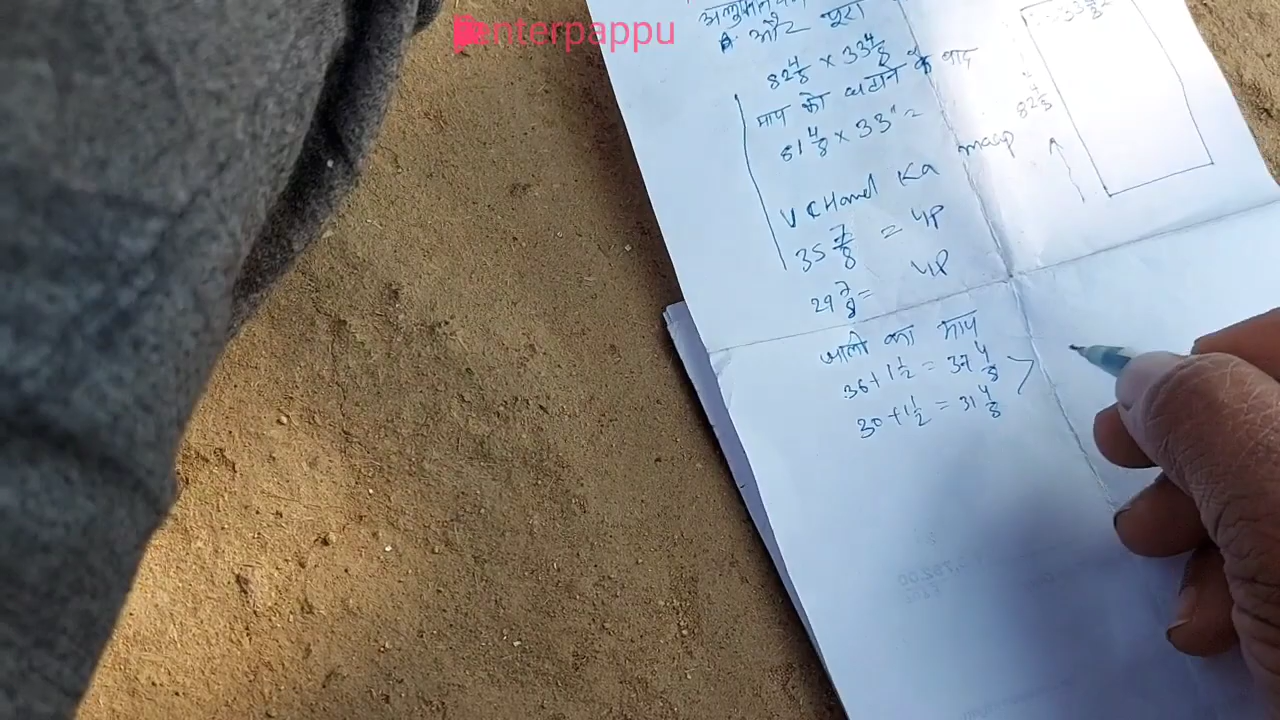 enterpappu
और पूरा
82 4/8 × 33 4/8
माप को घटाने के बाद
81 4/8 × 33" =
Ka maap
35 7/8 = 4P
29 7/8 = 4P
जाली का माप
36+1 1/2 = 37 4/8
30+1 1/2 = 31 4/8
82 4/8